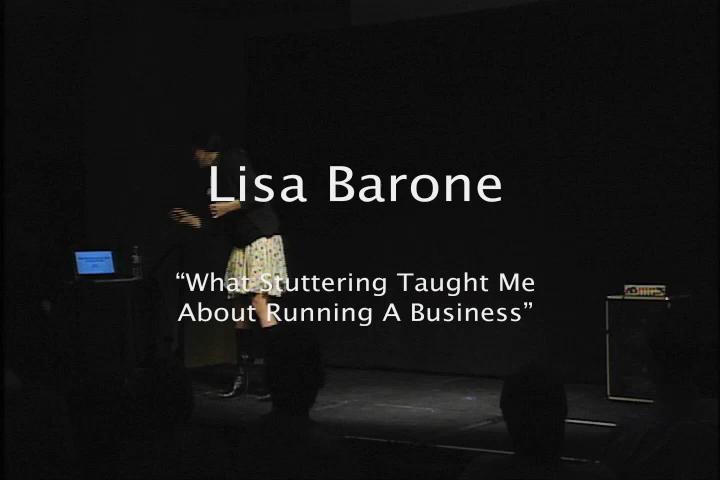 Lisa Barone
“What Stuttering Taught Me
About Running A Business”